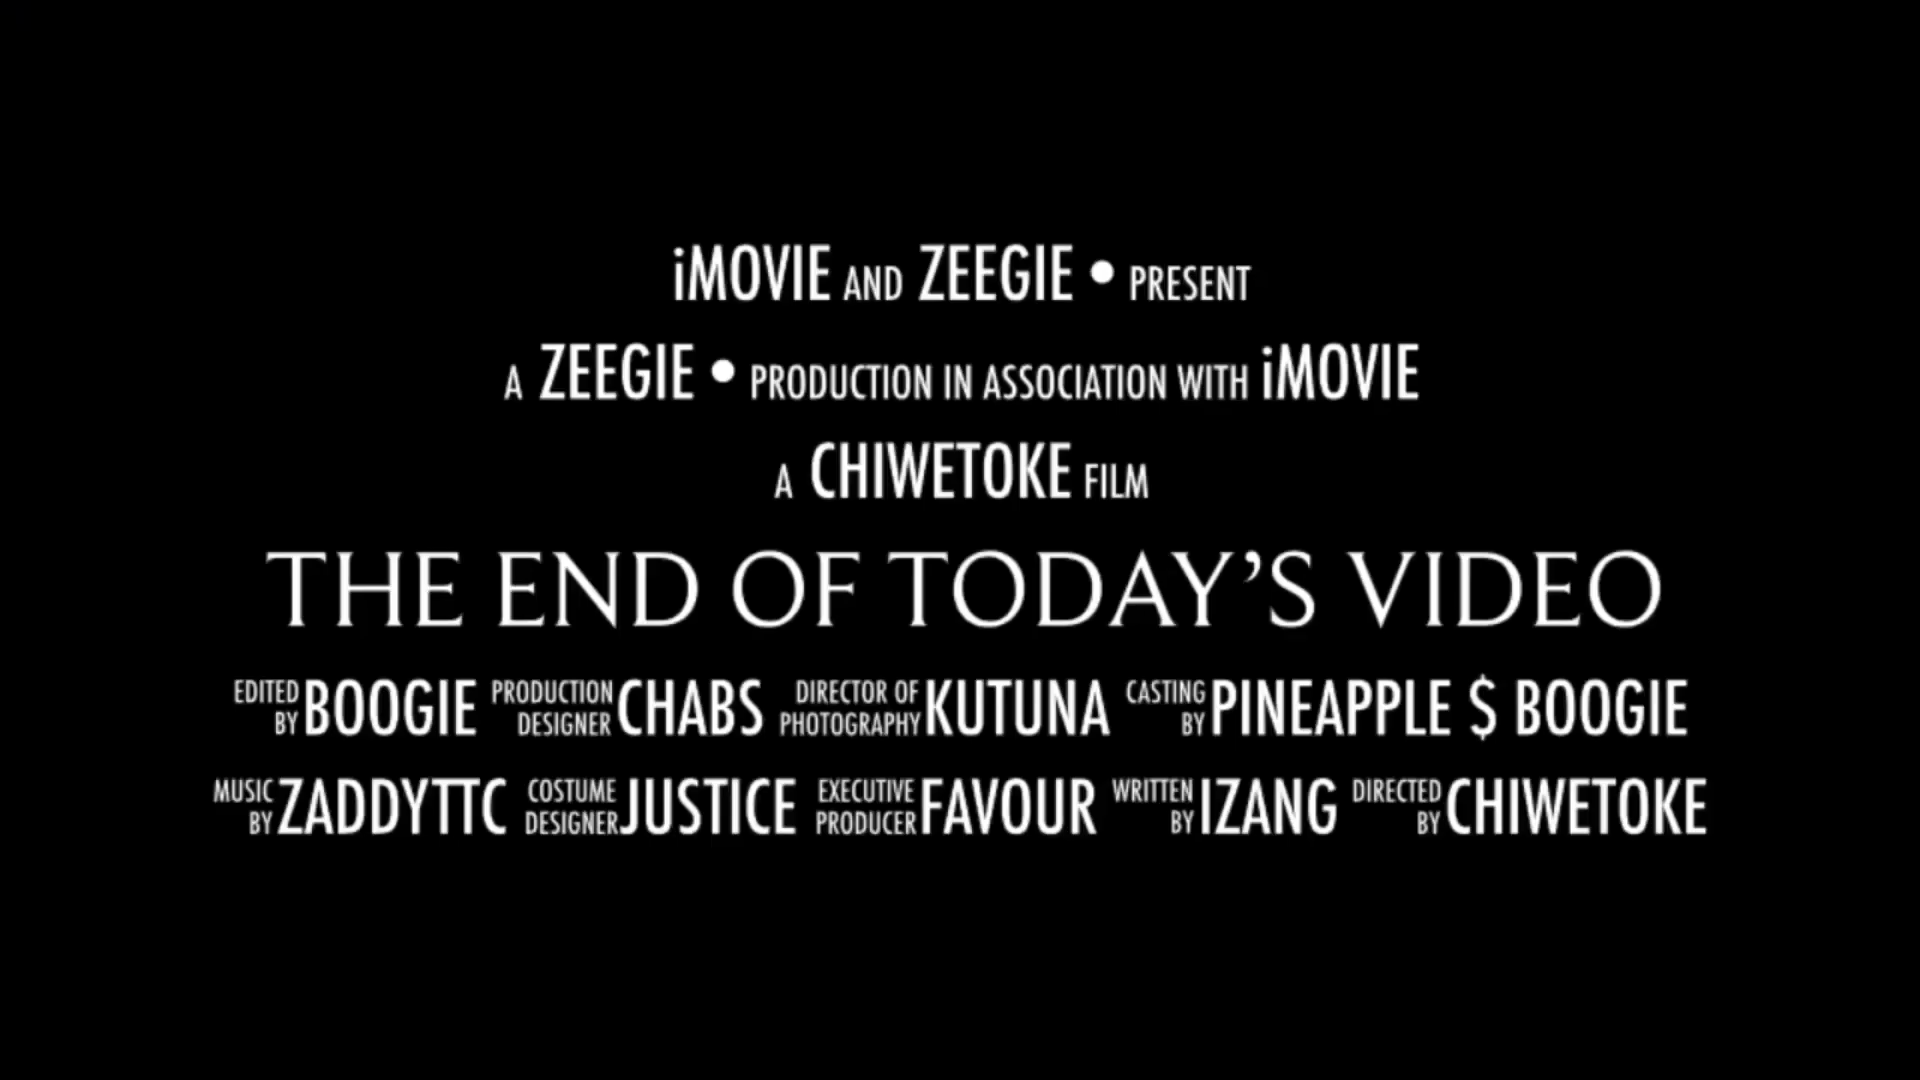 iMOVIE AND ZEEGIE • PRESENT
A ZEEGIE • PRODUCTION IN ASSOCIATION WITH iMOVIE
A CHIWETOKE FILM
THE END OF TODAY’S VIDEO
EDITED BY BOOGIE PRODUCTION DESIGNER CHABS DIRECTOR OF PHOTOGRAPHY KUTUNA CASTING BY PINEAPPLE $ BOOGIE
MUSIC BY ZADDYTTC COSTUME DESIGNER JUSTICE EXECUTIVE PRODUCER FAVOUR WRITTEN BY IZANG DIRECTED BY CHIWETOKE